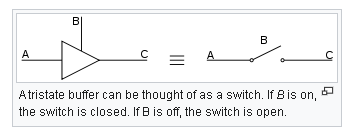 B
A
C
≡
B
A
C
A tristate buffer can be thought of as a switch. If B is on,
the switch is closed. If B is off, the switch is open.